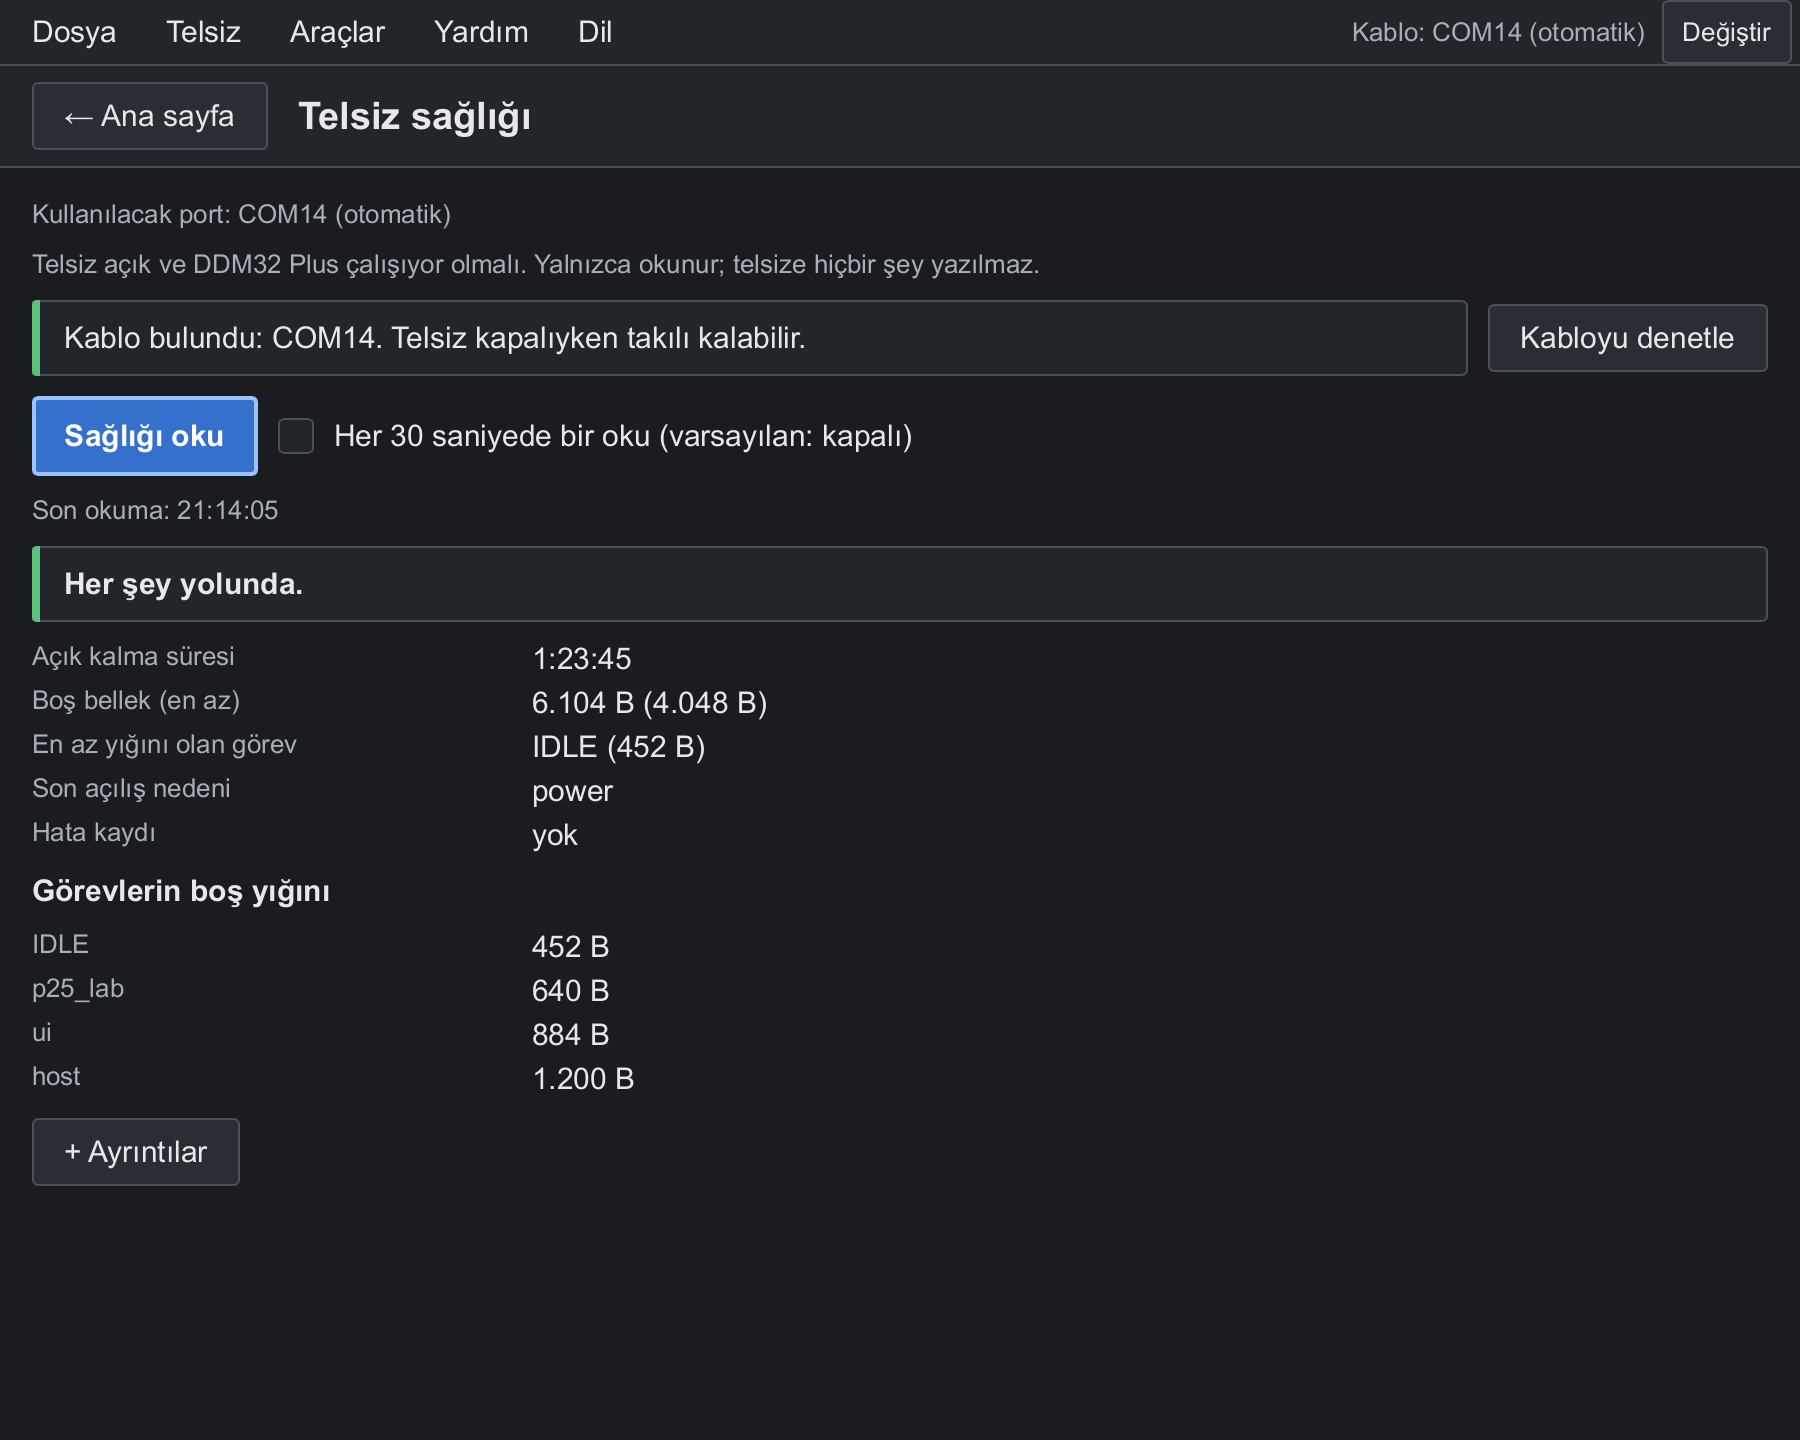 Dosya Telsiz Araçlar Yardım Dil Kablo: COM14 (otomatik) Değiştir
← Ana sayfa Telsiz sağlığı
Kullanılacak port: COM14 (otomatik)
Telsiz açık ve DDM32 Plus çalışıyor olmalı. Yalnızca okunur; telsize hiçbir şey yazılmaz.
Kablo bulundu: COM14. Telsiz kapalıyken takılı kalabilir. Kabloyu denetle
Sağlığı oku Her 30 saniyede bir oku (varsayılan: kapalı)
Son okuma: 21:14:05
Her şey yolunda.
Açık kalma süresi 1:23:45
Boş bellek (en az) 6.104 B (4.048 B)
En az yığını olan görev IDLE (452 B)
Son açılış nedeni power
Hata kaydı yok
Görevlerin boş yığını
IDLE 452 B
p25_lab 640 B
ui 884 B
host 1.200 B
+ Ayrıntılar